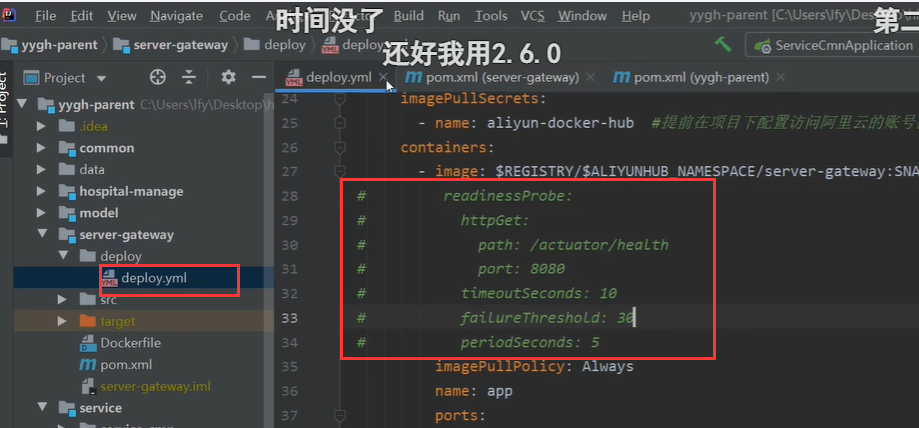 File Edit View Navigate Code Build Run Tools VCS Window Help yygh-parent [C:\Users\lfy\Desktop\
时间没了
第二
yygh-parent server-gateway deploy ServiceCmnApplication
还好我用2.6.0
Project
deploy.yml pom.xml (server-gateway) pom.xml (yygh-parent)
1: Project
yygh-parent C:\Users\lfy\Desktop\h
.idea
common
data
hospital-manage
model
server-gateway
deploy
deploy.yml
src
target
Dockerfile
pom.xml
server-gateway.iml
service
24 imagePullSecrets:
25 - name: aliyun-docker-hub #提前在项目下配置访问阿里云的账号
26 containers:
27 - image: $REGISTRY/$ALIYUNHUB_NAMESPACE/server-gateway:SNA
28 # readinessProbe:
29 # httpGet:
30 # path: /actuator/health
31 # port: 8080
32 # timeoutSeconds: 10
33 # failureThreshold: 30
34 # periodSeconds: 5
35 imagePullPolicy: Always
36 name: app
37 ports: